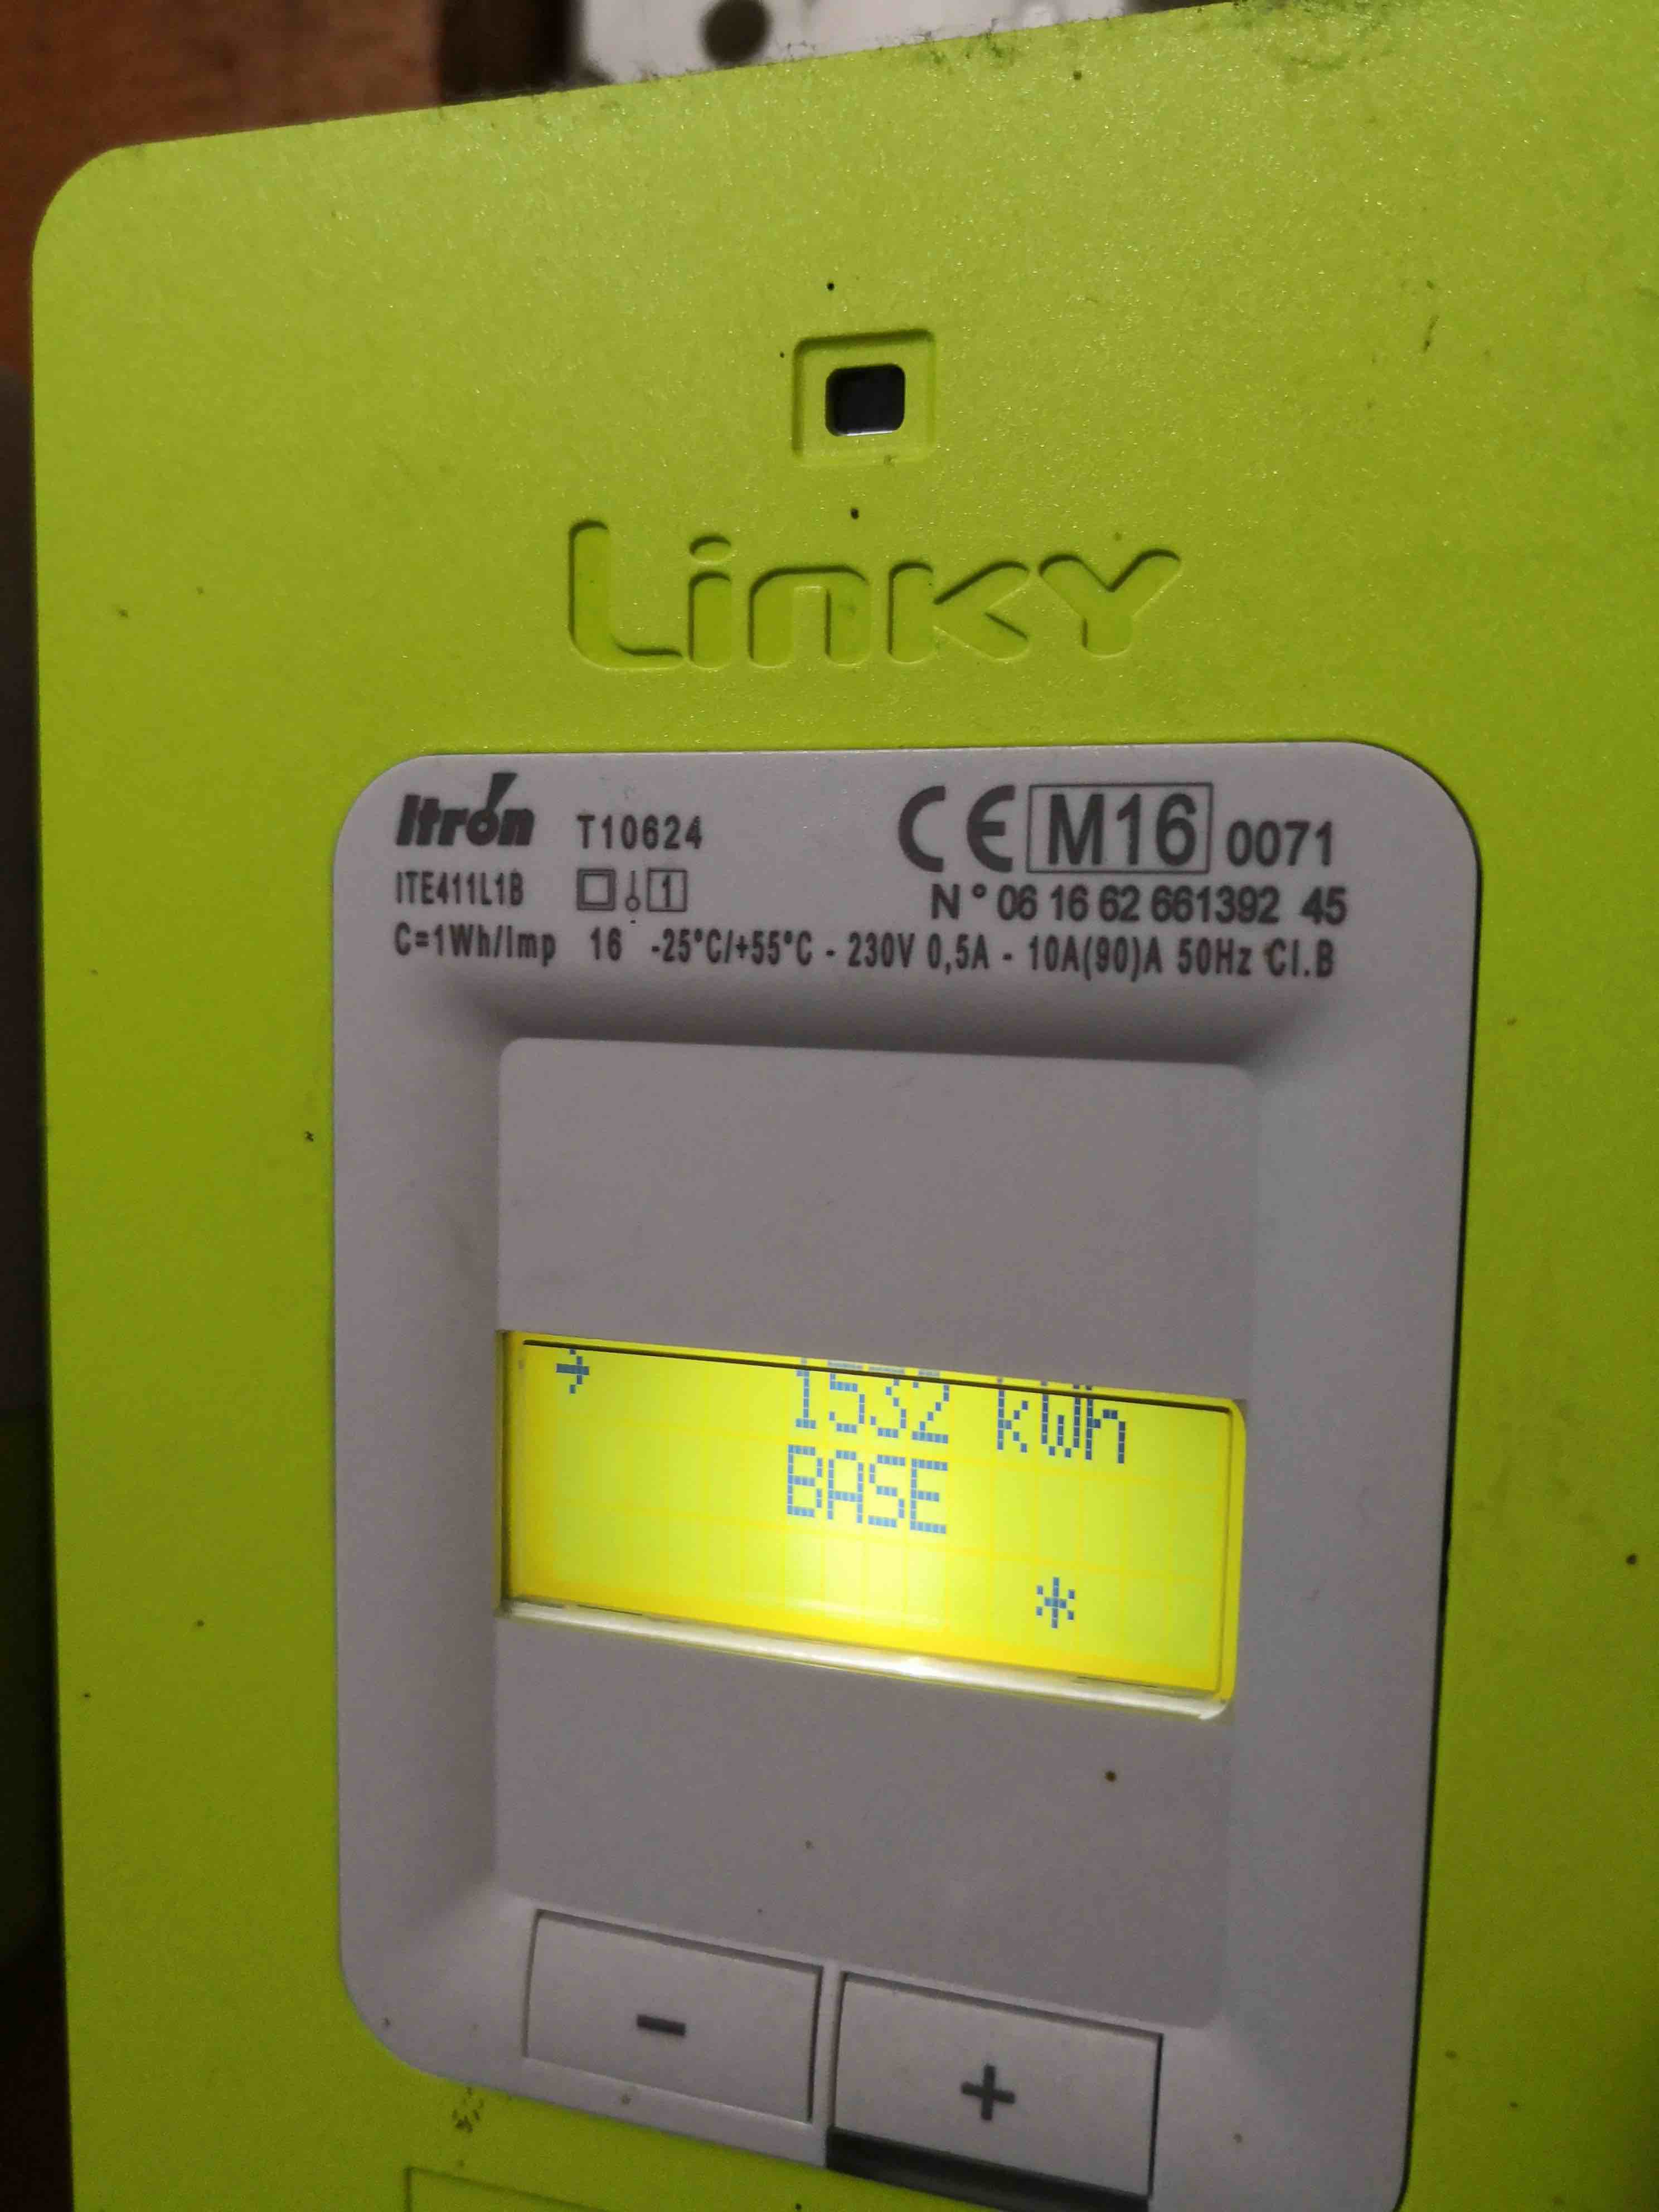 Linky
Itron T10624 CE M16 0071
ITE411L1B 1 N° 06 16 62 661392 45
C=1Wh/Imp 16 -25°C/+55°C - 230V 0,5A - 10A(90)A 50Hz Cl.B
→ 1532 kWh
BASE
*
- +